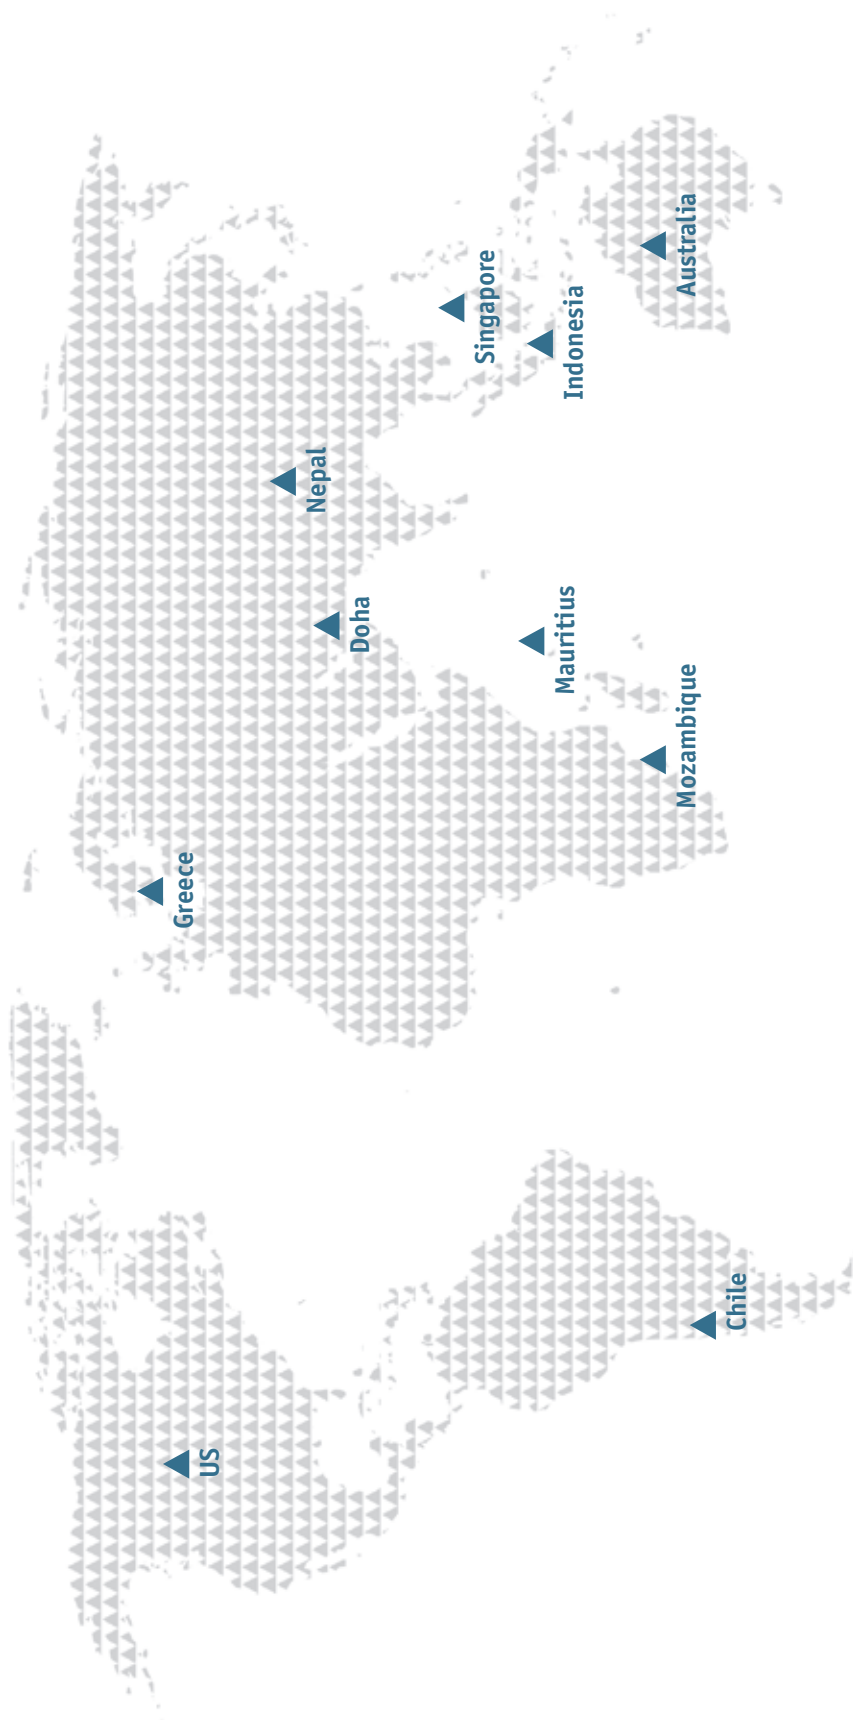 US
Greece
Nepal
Doha
Singapore
Indonesia
Mauritius
Mozambique
Australia
Chile